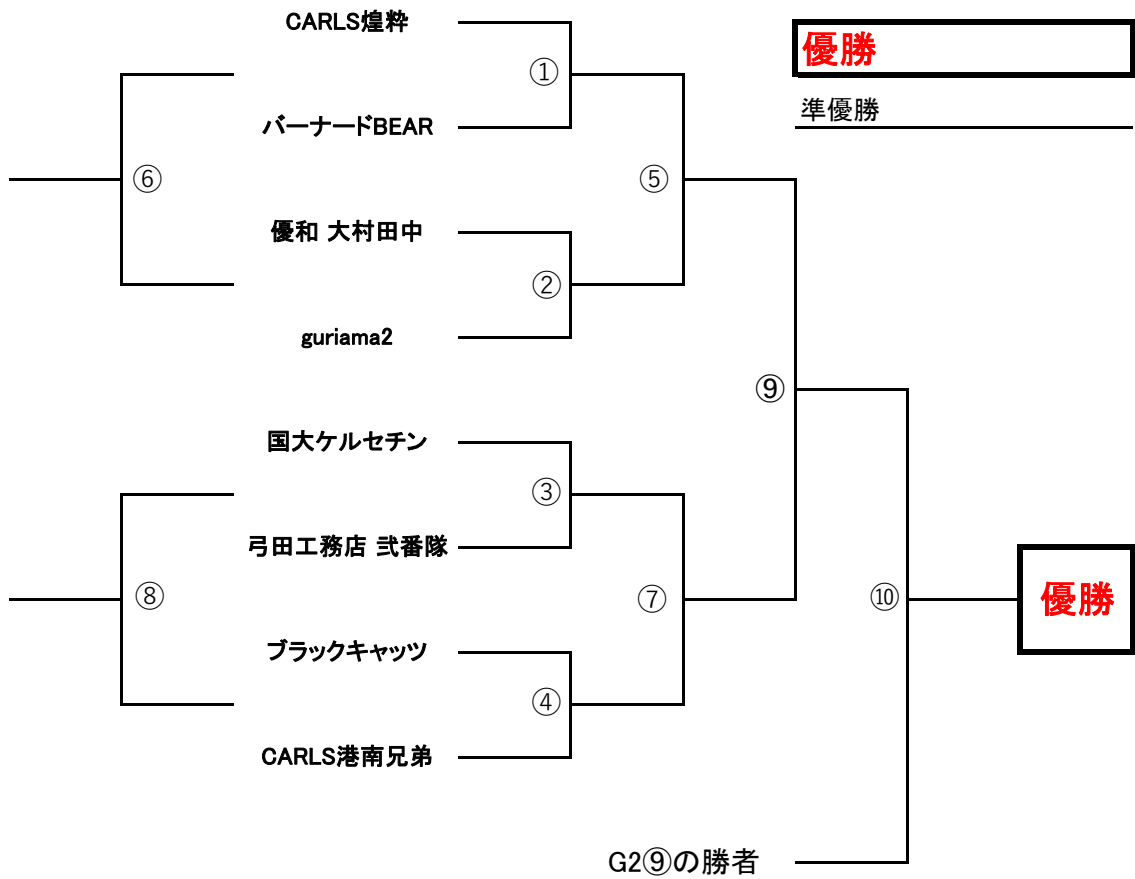 CARLS煌粋
優勝
①
準優勝
バーナードBEAR
⑥
⑤
優和 大村田中
②
guriama2
⑨
国大ケルセチン
③
弓田工務店 弐番隊
⑧
⑦
⑩
優勝
ブラックキャッツ
④
CARLS港南兄弟
G2⑨の勝者